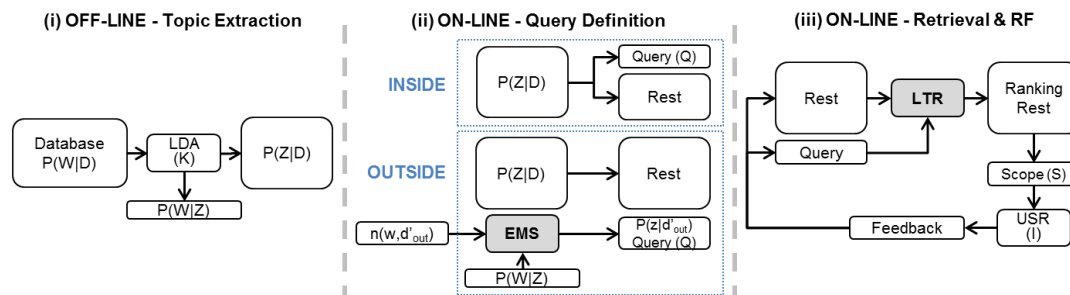 (i) OFF-LINE - Topic Extraction
Database
P(W|D)
LDA
(K)
P(Z|D)
P(W|Z)
(ii) ON-LINE - Query Definition
INSIDE
P(Z|D)
Query (Q)
Rest
OUTSIDE
P(Z|D)
Rest
n(w,d'out)
EMS
P(z|d'out)
Query (Q)
P(W|Z)
(iii) ON-LINE - Retrieval & RF
Rest
LTR
Ranking
Rest
Query
Scope (S)
USR
(I)
Feedback